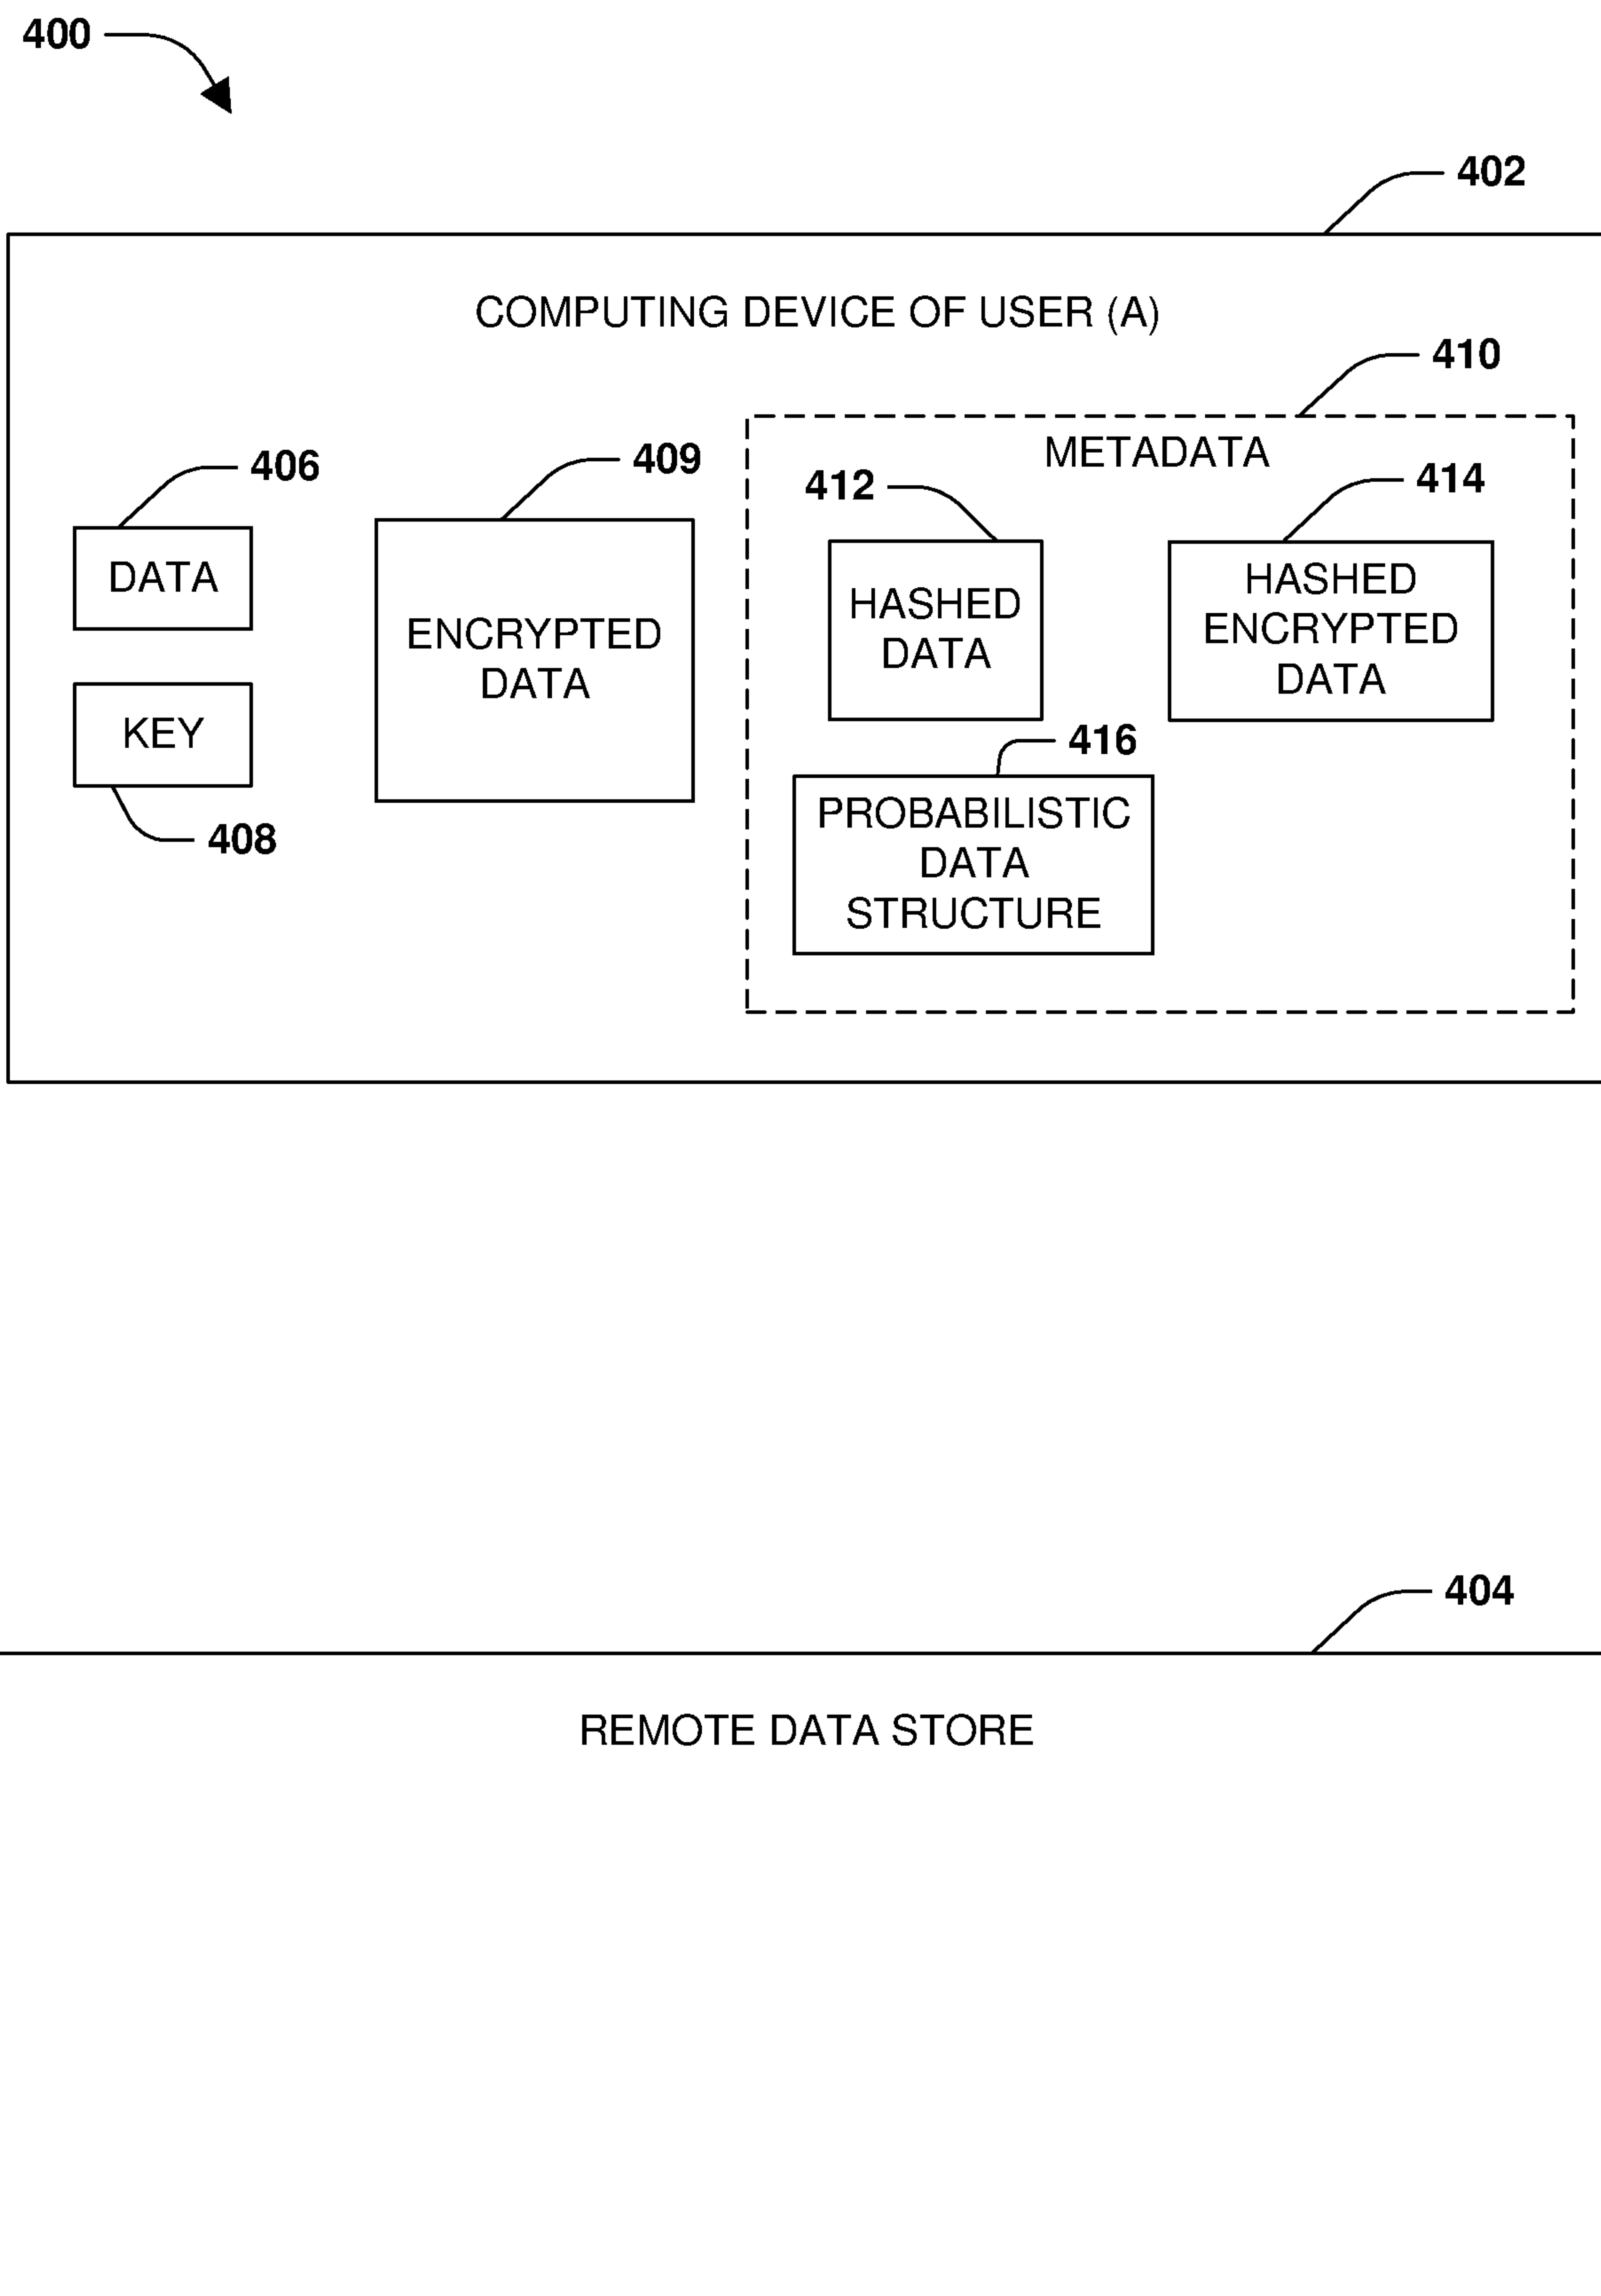 400
402
COMPUTING DEVICE OF USER (A)
410
METADATA
406
409
412
414
DATA
ENCRYPTED
DATA
HASHED
DATA
HASHED
ENCRYPTED
DATA
KEY
408
416
PROBABILISTIC
DATA
STRUCTURE
404
REMOTE DATA STORE